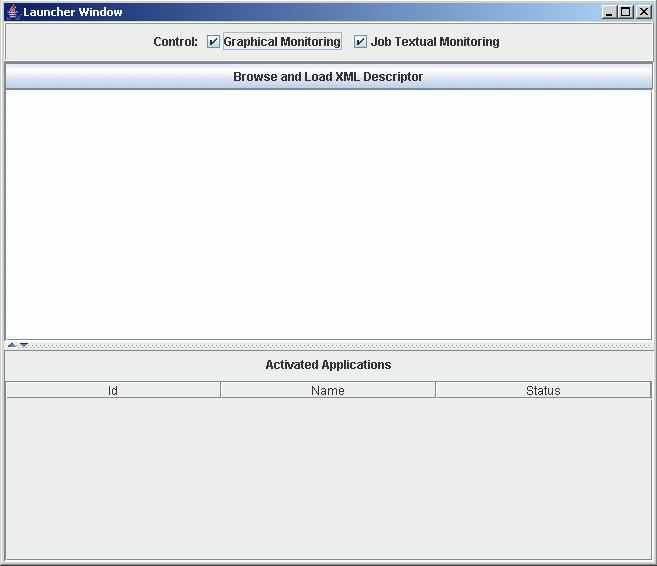 Launcher Window
Control: Graphical Monitoring Job Textual Monitoring
Browse and Load XML Descriptor
Activated Applications
Id Name Status